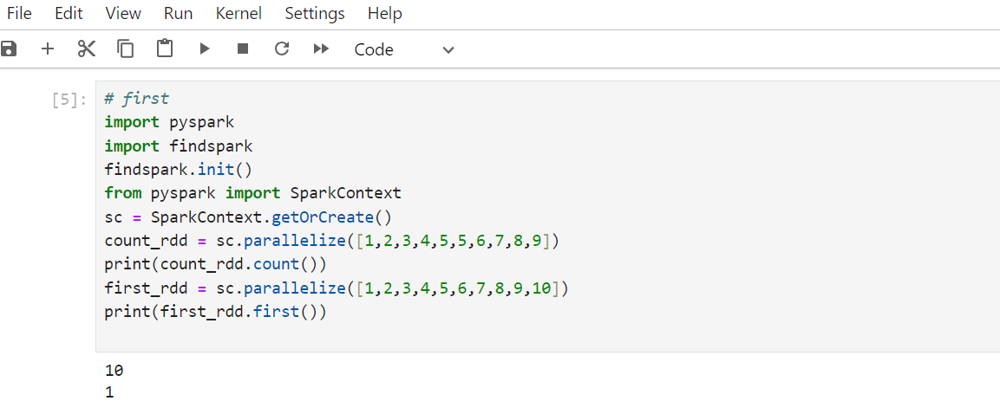 File Edit View Run Kernel Settings Help
Code
[5]:
# first
import pyspark
import findspark
findspark.init()
from pyspark import SparkContext
sc = SparkContext.getOrCreate()
count_rdd = sc.parallelize([1,2,3,4,5,5,6,7,8,9])
print(count_rdd.count())
first_rdd = sc.parallelize([1,2,3,4,5,6,7,8,9,10])
print(first_rdd.first())
10
1